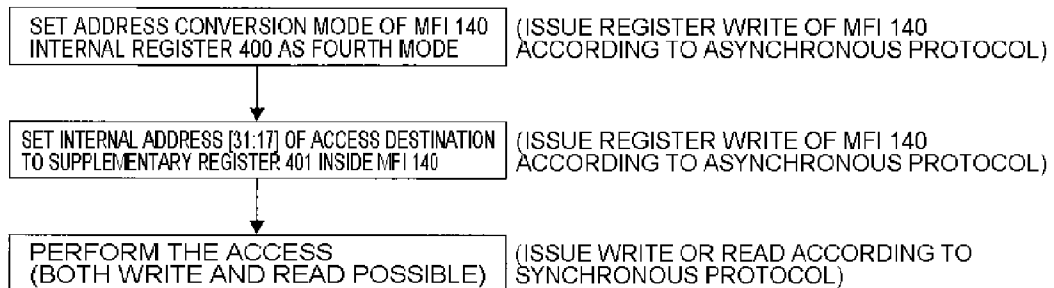 SET ADDRESS CONVERSION MODE OF MFI 140
INTERNAL REGISTER 400 AS FOURTH MODE
(ISSUE REGISTER WRITE OF MFI 140
ACCORDING TO ASYNCHRONOUS PROTOCOL)
SET INTERNAL ADDRESS [31:17] OF ACCESS DESTINATION
TO SUPPLEMENTARY REGISTER 401 INSIDE MFI 140
(ISSUE REGISTER WRITE OF MFI 140
ACCORDING TO ASYNCHRONOUS PROTOCOL)
PERFORM THE ACCESS
(BOTH WRITE AND READ POSSIBLE)
(ISSUE WRITE OR READ ACCORDING TO
SYNCHRONOUS PROTOCOL)